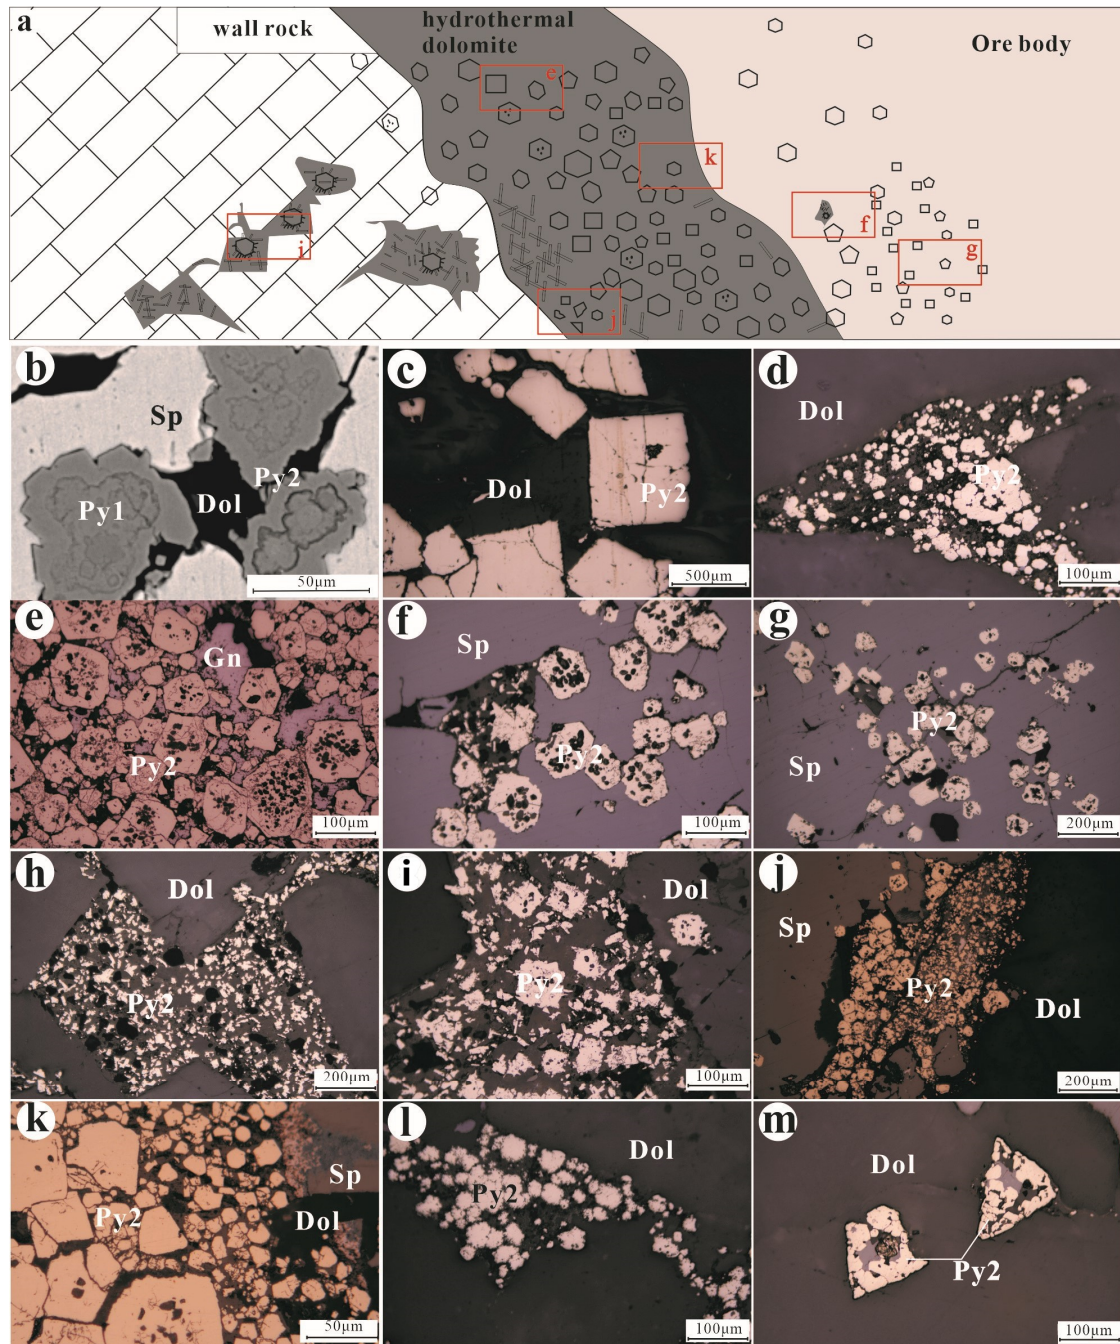 a
wall rock
hydrothermal
dolomite
Ore body
e
k
i
f
g
j
b
Sp
Py2
Py1
Dol
50μm
c
Dol
Py2
500μm
d
Dol
Py2
100μm
e
Gn
Py2
100μm
f
Sp
Py2
100μm
g
Py2
Sp
200μm
h
Dol
Py2
200μm
i
Dol
Py2
100μm
j
Sp
Py2
Dol
200μm
k
Sp
Py2
Dol
50μm
l
Dol
Py2
100μm
m
Dol
Py2
100μm